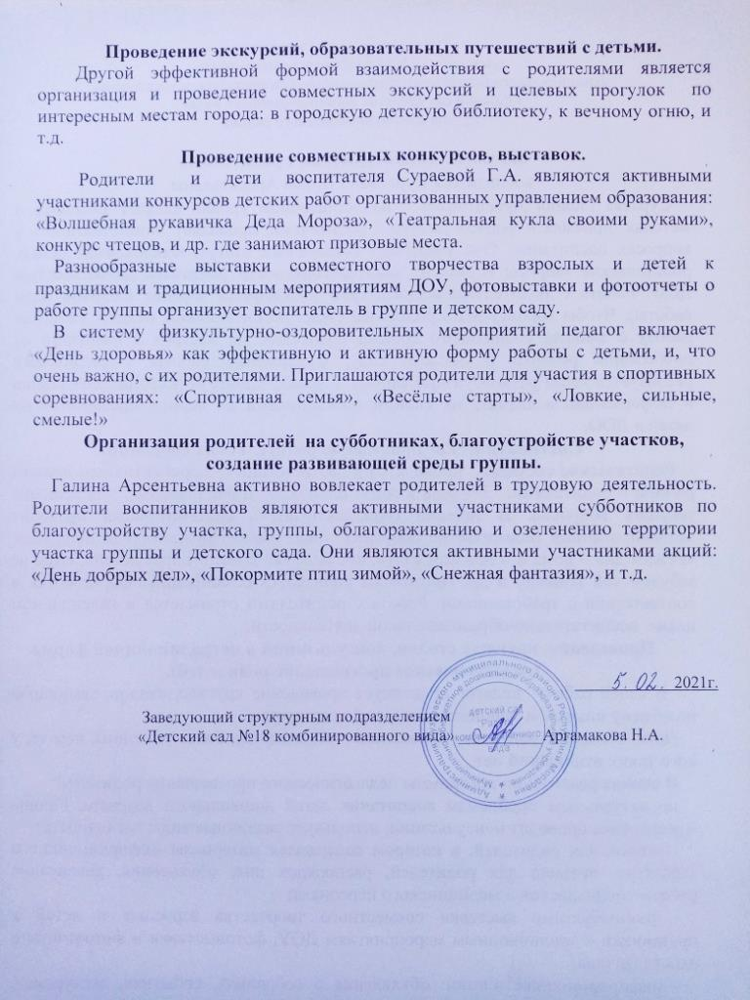 Проведение экскурсий, образовательных путешествий с детьми.
Другой эффективной формой взаимодействия с родителями является
организация и проведение совместных экскурсий и целевых прогулок по
интересным местам города: в городскую детскую библиотеку, к вечному огню, и
т.д.
Проведение совместных конкурсов, выставок.
Родители и дети воспитателя Сураевой Г.А. являются активными
участниками конкурсов детских работ организованных управлением образования:
«Волшебная рукавичка Деда Мороза», «Театральная кукла своими руками»,
конкурс чтецов, и др. где занимают призовые места.
Разнообразные выставки совместного творчества взрослых и детей к
праздникам и традиционным мероприятиям ДОУ, фотовыставки и фотоотчеты о
работе группы организует воспитатель в группе и детском саду.
В систему физкультурно-оздоровительных мероприятий педагог включает
«День здоровья» как эффективную и активную форму работы с детьми, и, что
очень важно, с их родителями. Приглашаются родители для участия в спортивных
соревнованиях: «Спортивная семья», «Весёлые старты», «Ловкие, сильные,
смелые!»
Организация родителей на субботниках, благоустройстве участков,
создание развивающей среды группы.
Галина Арсентьевна активно вовлекает родителей в трудовую деятельность.
Родители воспитанников являются активными участниками субботников по
благоустройству участка, группы, облагораживанию и озеленению территории
участка группы и детского сада. Они являются активными участниками акций:
«День добрых дел», «Покормите птиц зимой», «Снежная фантазия», и т.д.
5.02. 2021г.
Заведующий структурным подразделением
«Детский сад №18 комбинированного вида» Аргамакова Н.А.
детский сад
комбинированного
вида